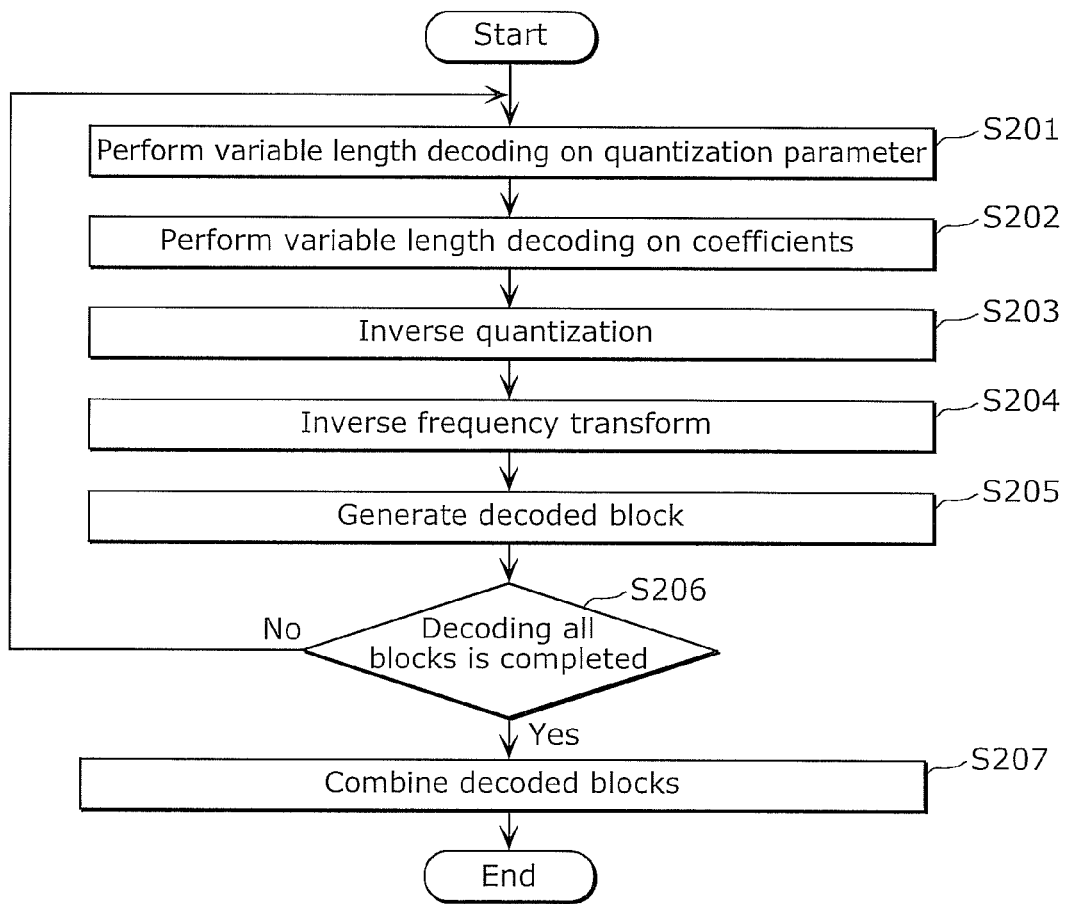 Start
S201
Perform variable length decoding on quantization parameter
S202
Perform variable length decoding on coefficients
S203
Inverse quantization
S204
Inverse frequency transform
S205
Generate decoded block
S206
No
Decoding all
blocks is completed
Yes
S207
Combine decoded blocks
End